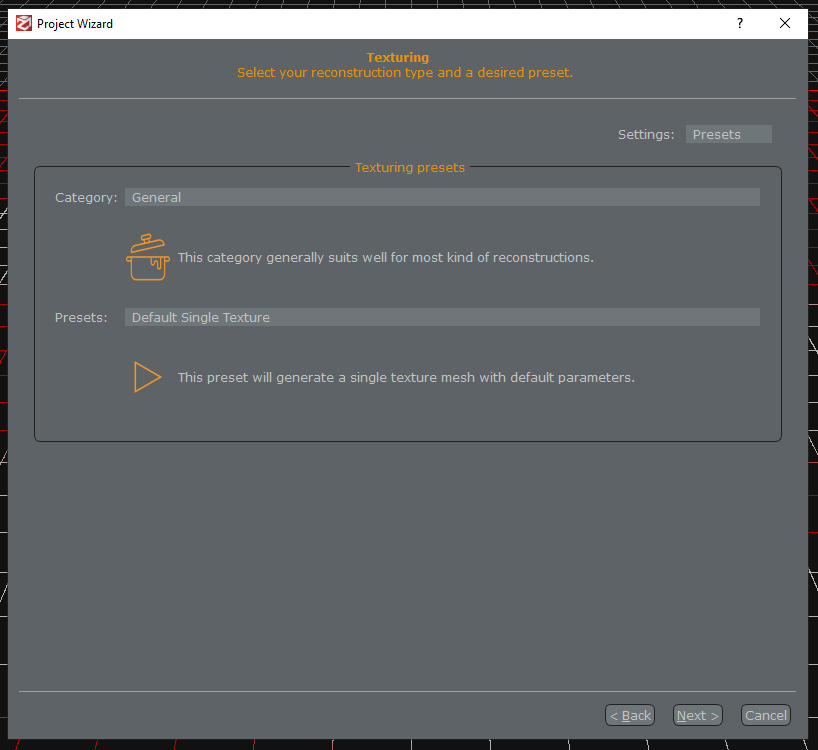 Project Wizard
?
Texturing
Select your reconstruction type and a desired preset.
Settings: Presets
Texturing presets
Category: General
This category generally suits well for most kind of reconstructions.
Presets: Default Single Texture
This preset will generate a single texture mesh with default parameters.
< Back Next > Cancel